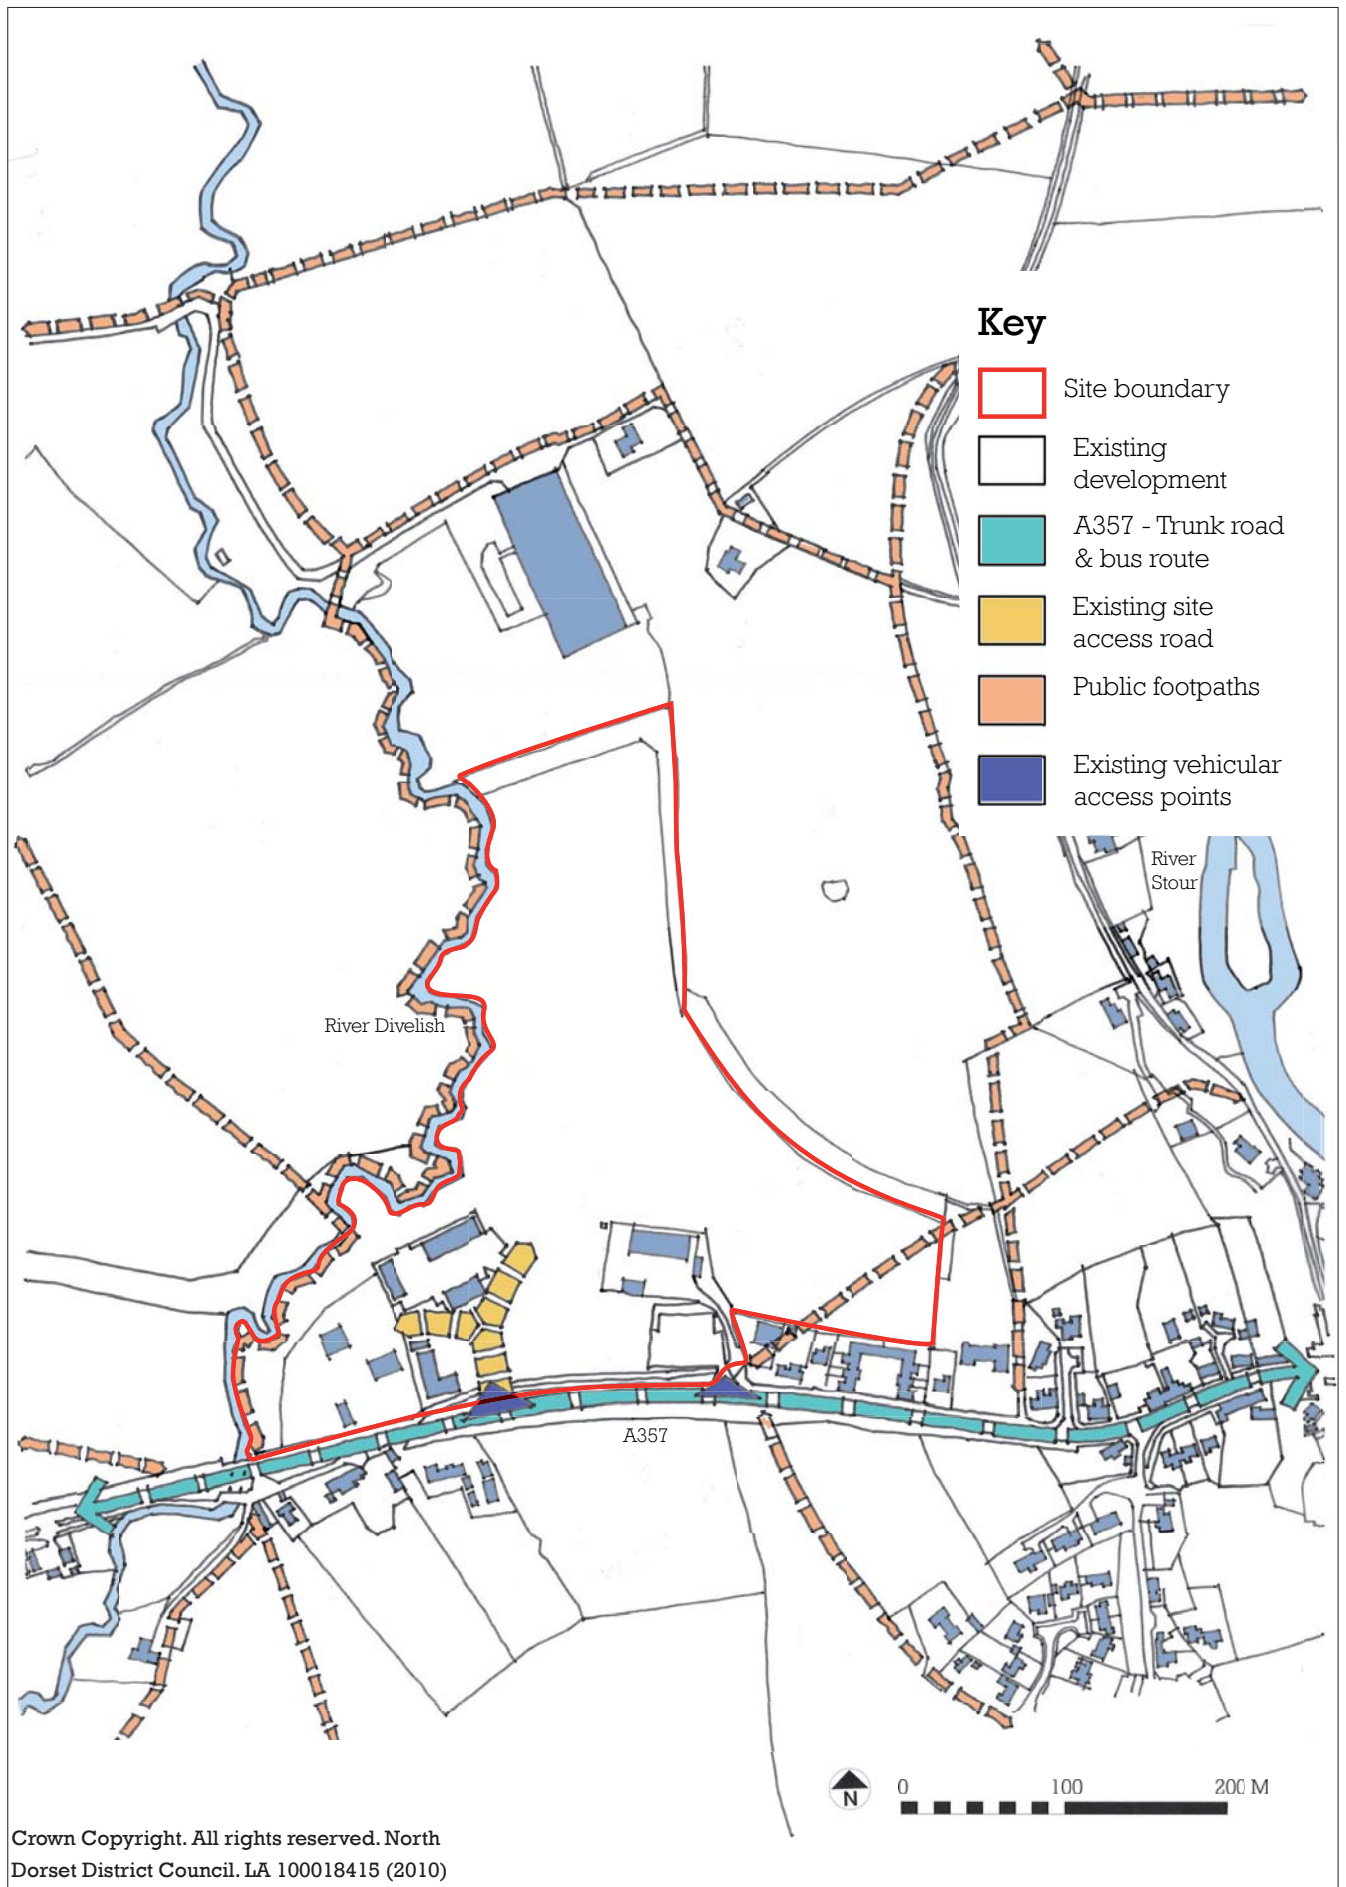 Key
Site boundary
Existing
development
A357 - Trunk road
& bus route
Existing site
access road
Public footpaths
Existing vehicular
access points
River
Stour
River Divelish
A357
N
0 100 200 M
Crown Copyright. All rights reserved. North
Dorset District Council. LA 100018415 (2010)